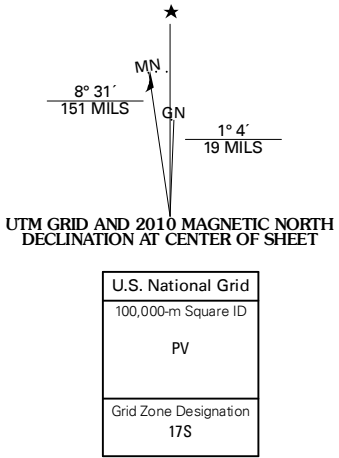 ★
MN
8° 31´
151 MILS
GN
1° 4´
19 MILS
UTM GRID AND 2010 MAGNETIC NORTH
DECLINATION AT CENTER OF SHEET
U.S. National Grid
100,000-m Square ID
PV
Grid Zone Designation
17S